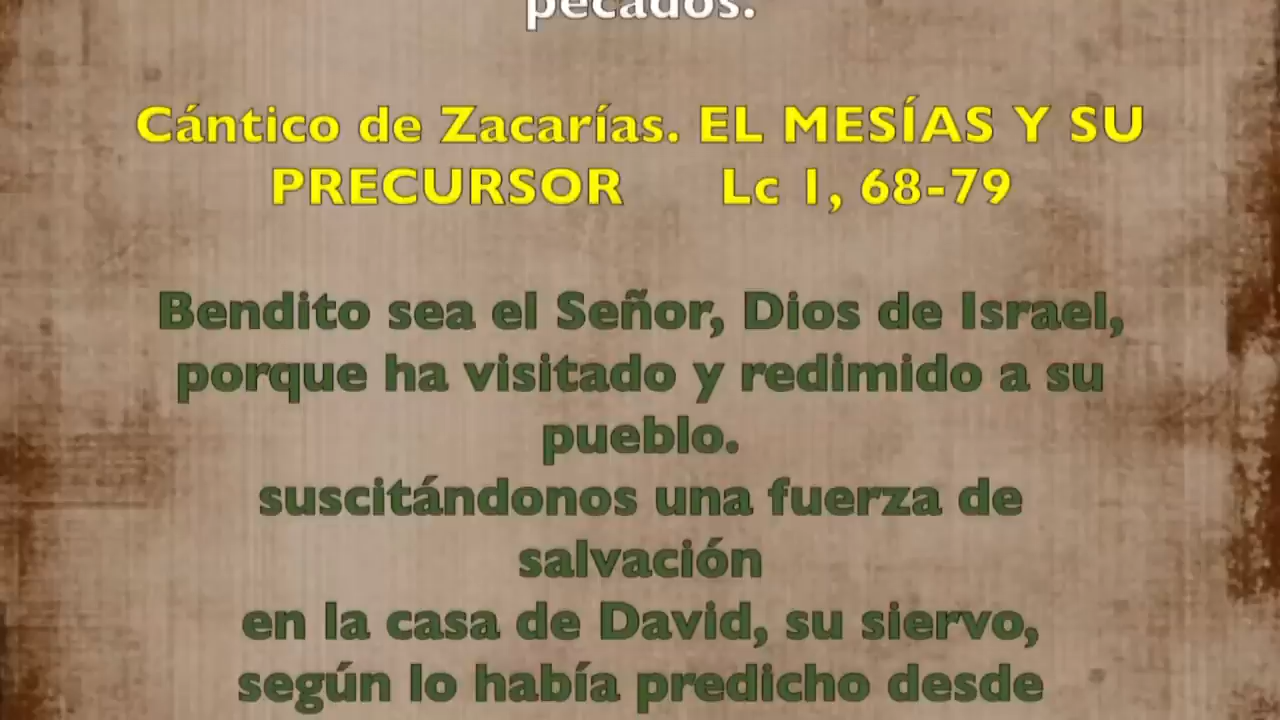 pecados.
Cántico de Zacarías. EL MESÍAS Y SU
PRECURSOR Lc 1, 68-79
Bendito sea el Señor, Dios de Israel,
porque ha visitado y redimido a su
pueblo.
suscitándonos una fuerza de
salvación
en la casa de David, su siervo,
según lo había predicho desde